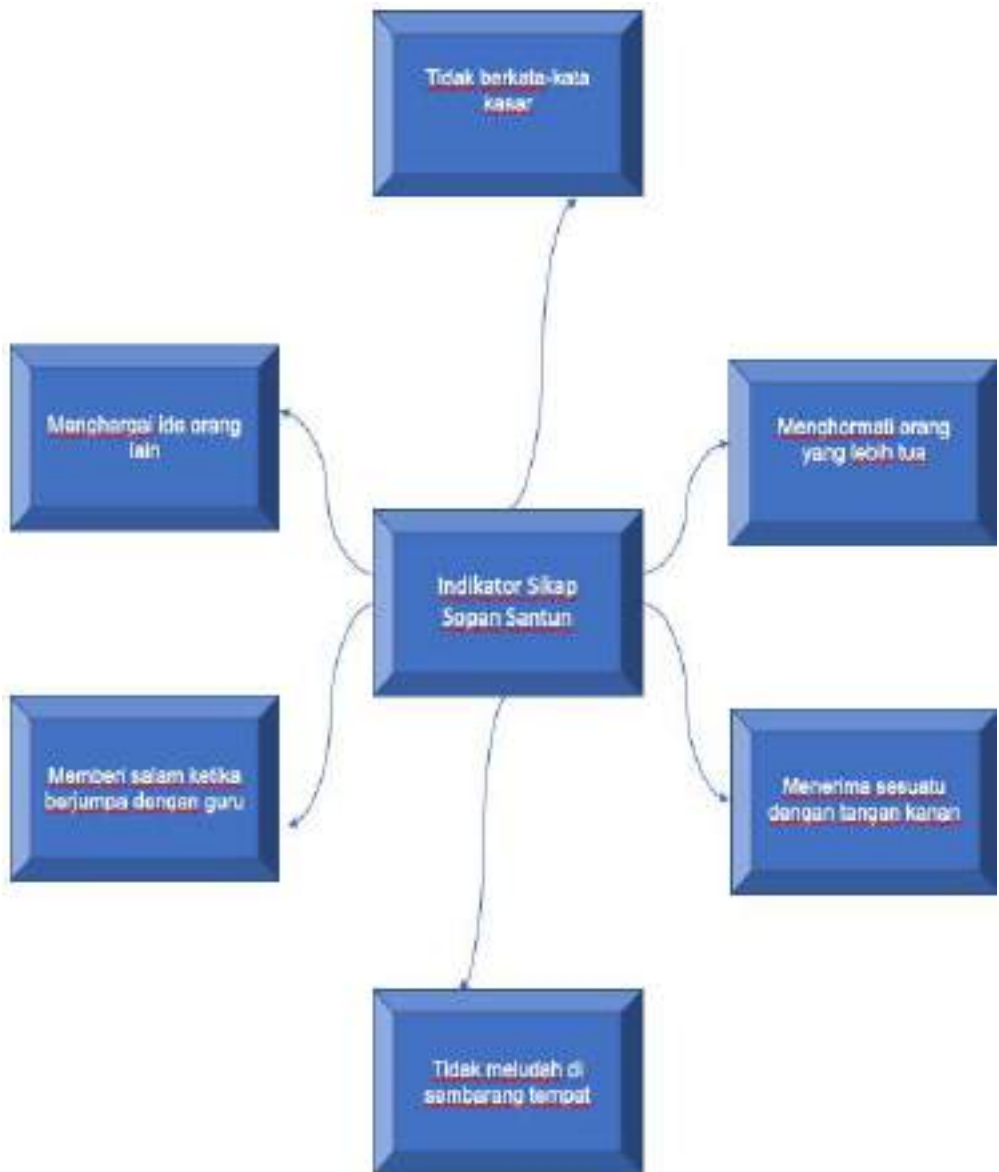 Tidak berkata-kata
kasar
Menghargai ide orang
lain
Menghormati orang
yang lebih tua
Indikator Sikap
Sopan Santun
Memberi salam ketika
berjumpa dengan guru
Menerima sesuatu
dengan tangan kanan
Tidak meludah di
sembarang tempat